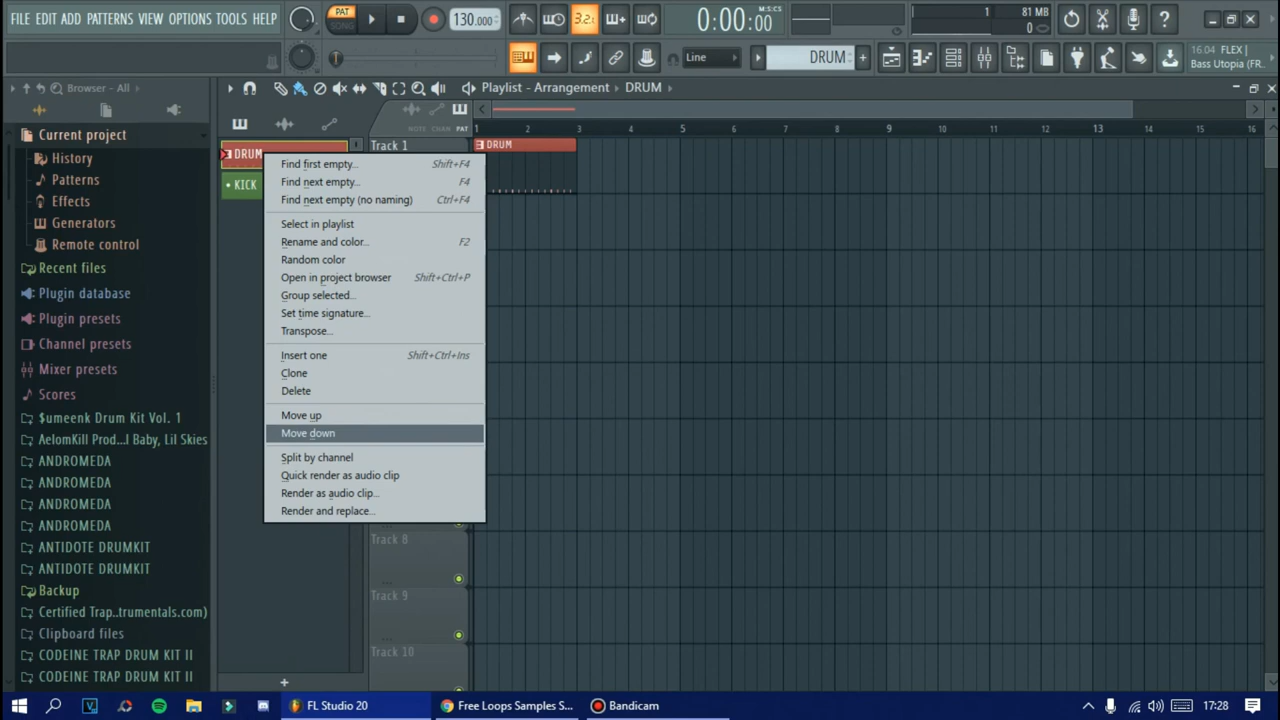 FILE EDIT ADD PATTERNS VIEW OPTIONS TOOLS HELP
PAT
130.000
3.2
0:00:00
M:S:CS
1
81 MB
0
Line
DRUM
16.04 FLEX |
Bass Utopia (FR..
Browser - All
Playlist - Arrangement
DRUM
NOTE CHAN PAT
1 2 3 4 5 6 7 8 9 10 11 12 13 14 15 16
Current project
History
Patterns
Effects
Generators
Remote control
Recent files
Plugin database
Plugin presets
Channel presets
Mixer presets
Scores
$umeenk Drum Kit Vol. 1
AelomKill Prod...l Baby, Lil Skies
ANDROMEDA
ANDROMEDA
ANDROMEDA
ANDROMEDA
ANTIDOTE DRUMKIT
ANTIDOTE DRUMKIT
Backup
Certified Trap..trumentals.com)
Clipboard files
CODEINE TRAP DRUM KIT II
CODEINE TRAP DRUM KIT II
DRUM
KICK
Find first empty... Shift+F4
Find next empty... F4
Find next empty (no naming) Ctrl+F4
Select in playlist
Rename and color... F2
Random color
Open in project browser Shift+Ctrl+P
Group selected...
Set time signature...
Transpose...
Insert one Shift+Ctrl+Ins
Clone
Delete
Move up
Move down
Split by channel
Quick render as audio clip
Render as audio clip...
Render and replace...
Track 1
DRUM
Track 8
Track 9
Track 10
FL Studio 20
Free Loops Samples S...
Bandicam
17:28